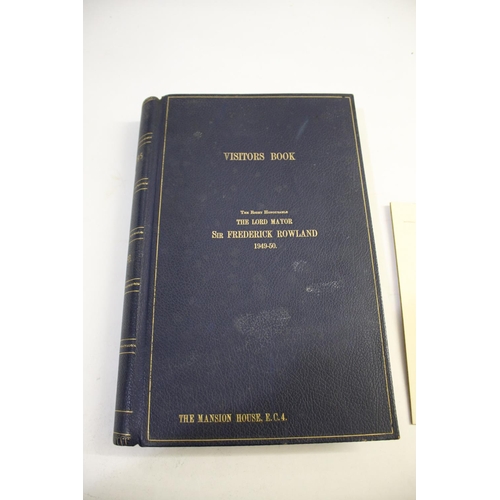 VISITORS BOOK
THE RIGHT HONOURABLE
THE LORD MAYOR
SIR FREDERICK ROWLAND
1949-50.
THE MANSION HOUSE, E.C.4.